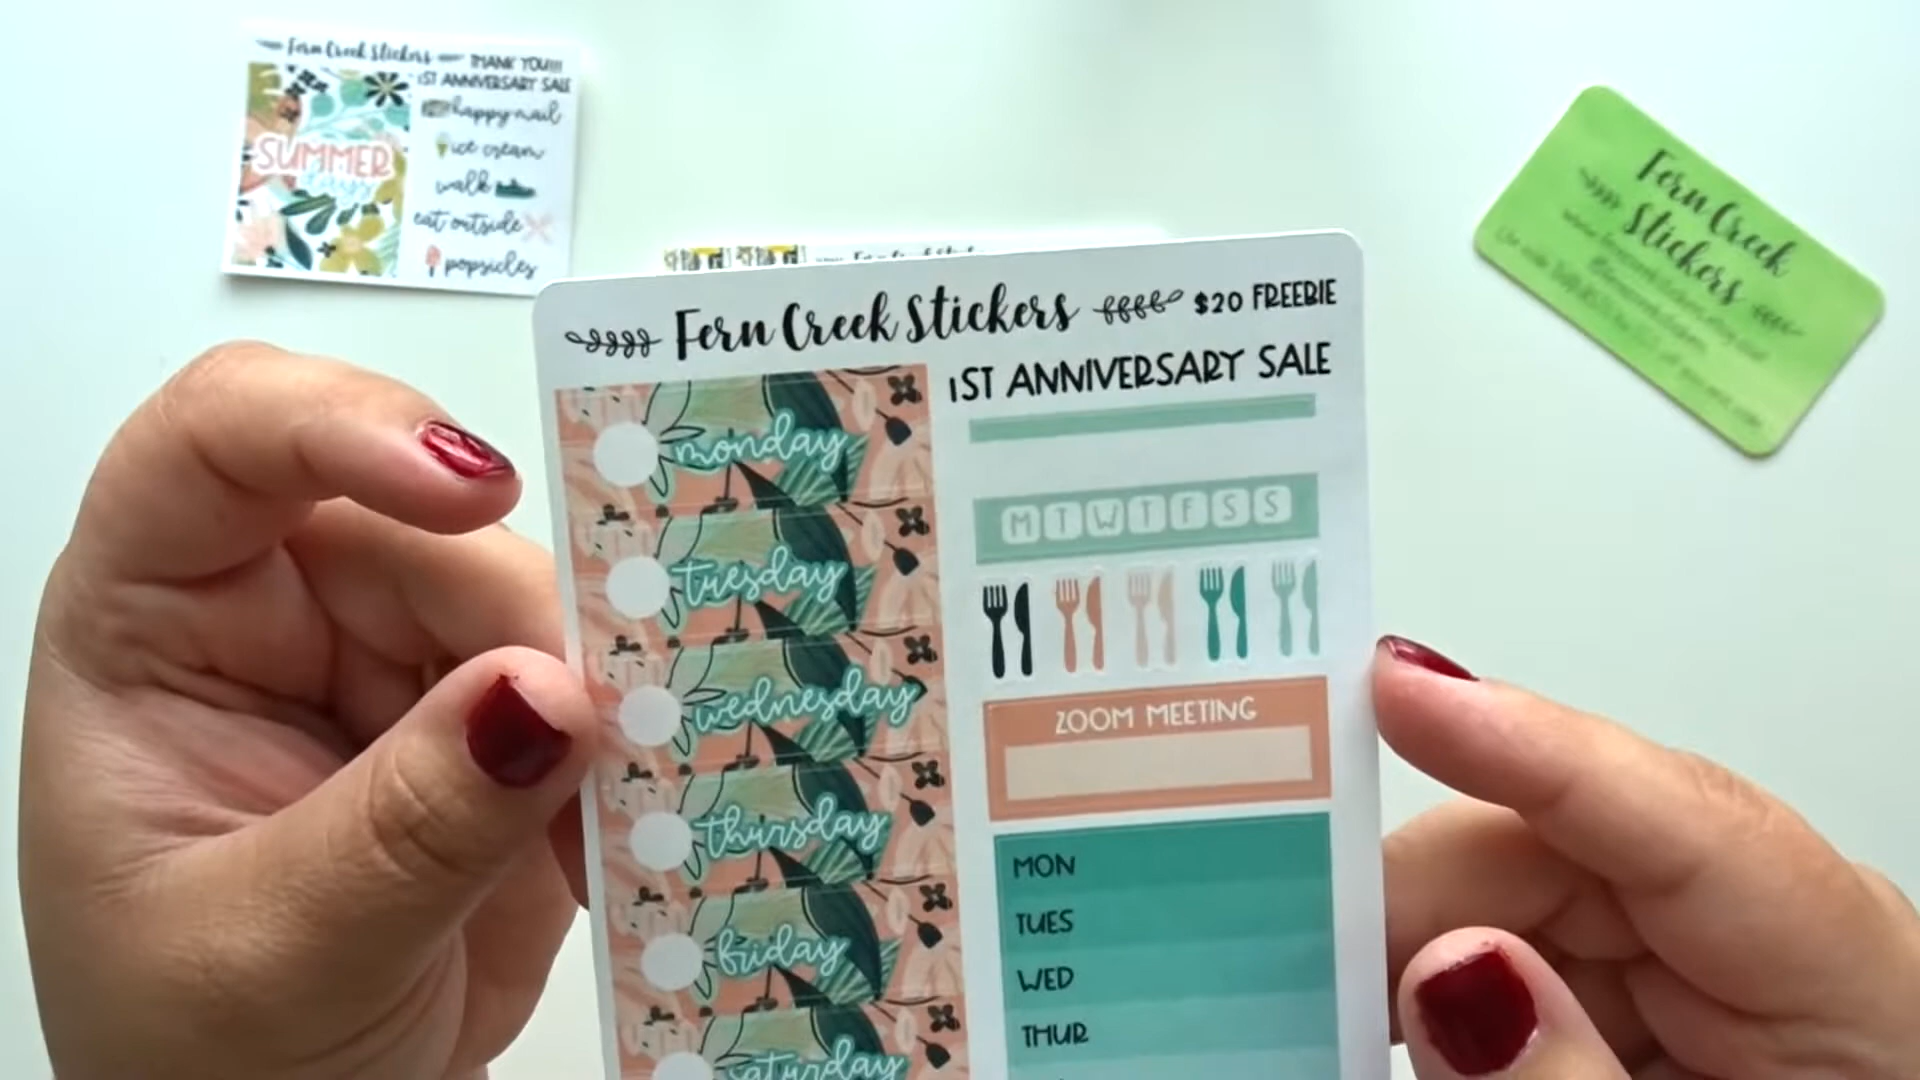 Fern Creek Stickers THANK YOU!!!
1ST ANNIVERSARY SALE
happy mail
ice cream
walk
eat outside
popsicles
SUMMER
days
Fern Creek
Stickers
Fern Creek Stickers $20 FREEBIE
1ST ANNIVERSARY SALE
monday
tuesday
wednesday
thursday
friday
saturday
M T W T F S S
ZOOM MEETING
MON
TUES
WED
THUR